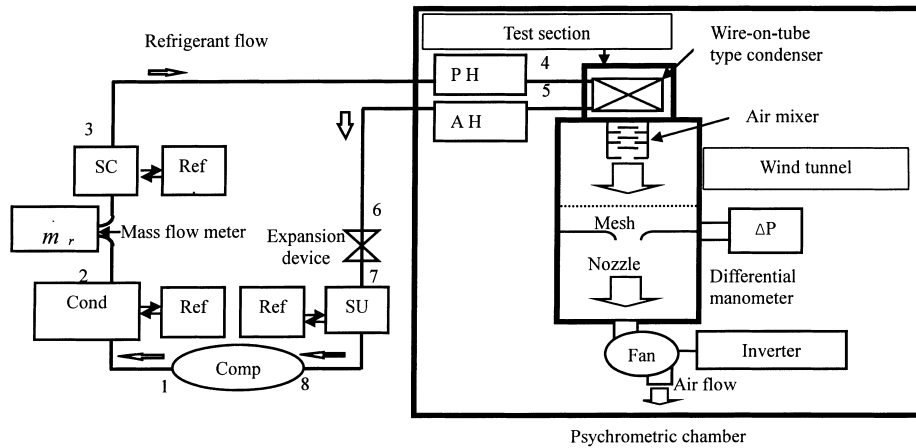 Refrigerant flow
Test section
Wire-on-tube
type condenser
P H
4
5
A H
Air mixer
3
SC
Ref
Wind tunnel
6
Mesh
ΔP
ṁ r
Mass flow meter
Expansion
device
Nozzle
Differential
manometer
2
7
Cond
Ref
Ref
SU
Fan
Inverter
Comp
1
8
Air flow
Psychrometric chamber